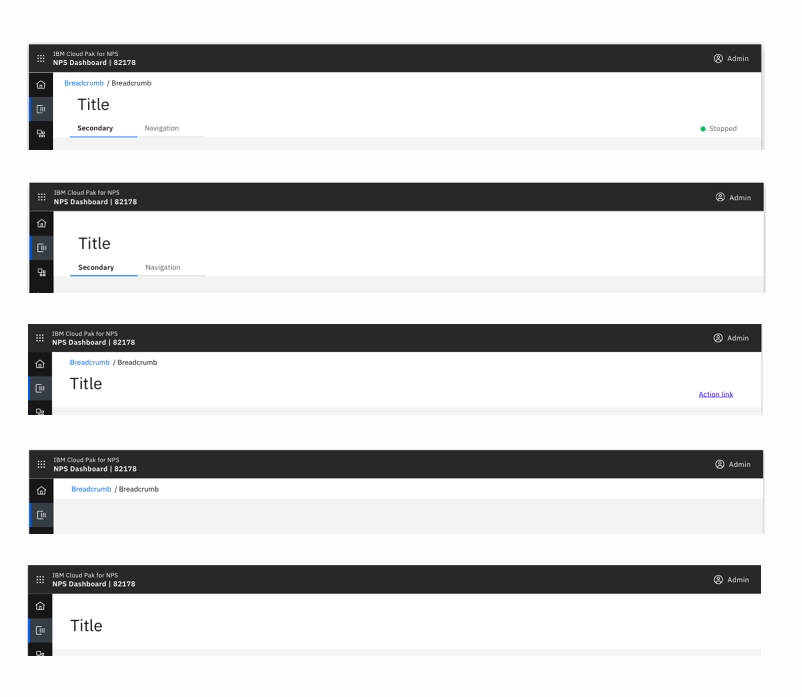 IBM Cloud Pak for NPS
NPS Dashboard | 82178
Admin
Breadcrumb / Breadcrumb
Title
Secondary Navigation
Stopped
IBM Cloud Pak for NPS
NPS Dashboard | 82178
Admin
Title
Secondary Navigation
IBM Cloud Pak for NPS
NPS Dashboard | 82178
Admin
Breadcrumb / Breadcrumb
Title
Action link
IBM Cloud Pak for NPS
NPS Dashboard | 82178
Admin
Breadcrumb / Breadcrumb
IBM Cloud Pak for NPS
NPS Dashboard | 82178
Admin
Title